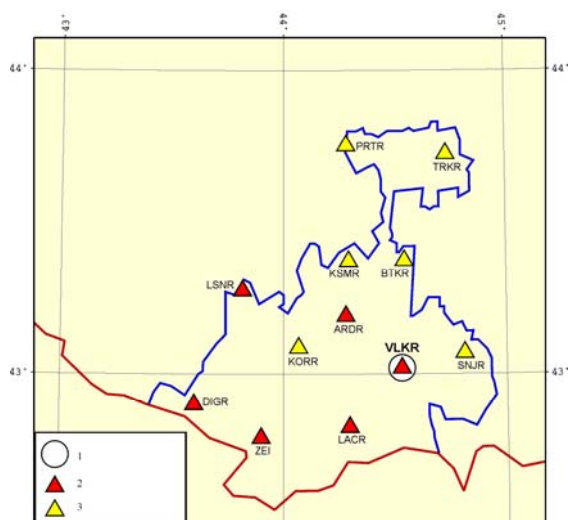 43°
44°
45°
44°
44°
PRTR
TRKR
KSMR
BTKR
LSNR
ARDR
KORR
VLKR
SNJR
43°
43°
DIGR
ZEI
LACR
1
2
3